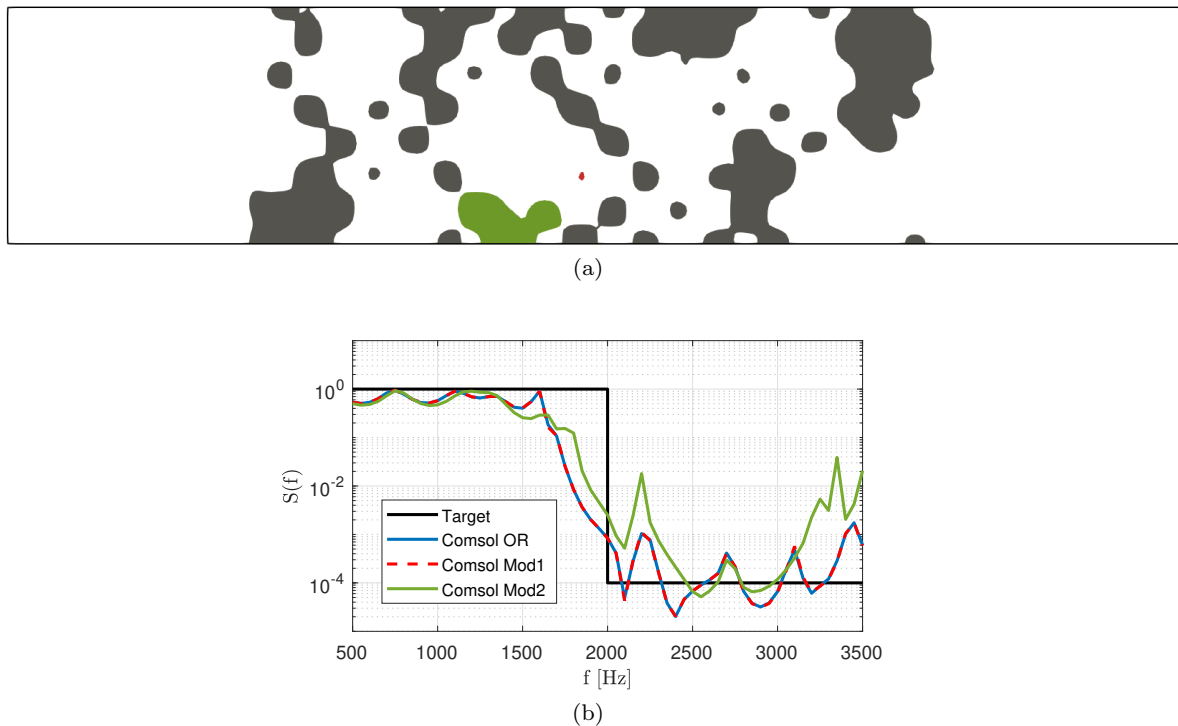 (a)
10^0
10^-2
10^-4
S(f)
Target
Comsol OR
Comsol Mod1
Comsol Mod2
500 1000 1500 2000 2500 3000 3500
f [Hz]
(b)